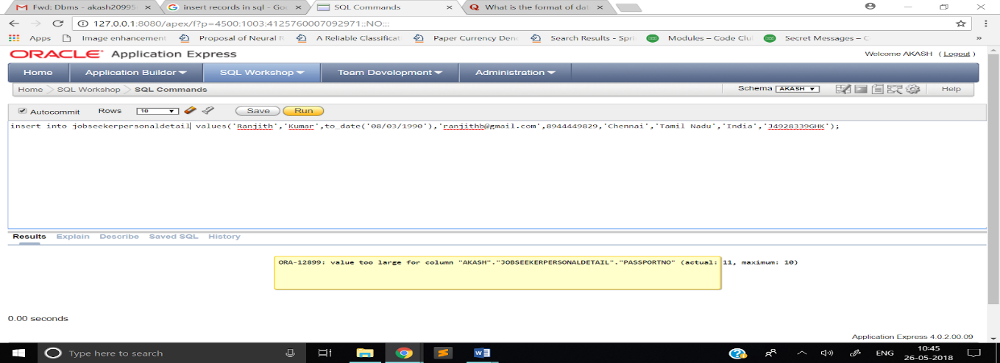 Fwd: Dbms - akash20995
insert records in sql - Goo
SQL Commands
What is the format of dat
127.0.0.1:8080/apex/f?p=4500:1003:4125760007092971::NO:::
Apps
Image enhancement
Proposal of Neural R
A Reliable Classificat
Paper Currency Deno
Search Results - Spri
Modules – Code Clu
Secret Messages – C
»
ORACLE Application Express
Welcome AKASH ( Logout )
Home Application Builder SQL Workshop Team Development Administration
Home SQL Workshop SQL Commands
Schema AKASH
Help
Autocommit Rows 10 Save Run
insert into jobseekerpersonaldetail values('Ranjith','Kumar',to_date('08/03/1990'),'ranjithb@gmail.com',8944449829,'Chennai','Tamil Nadu','India','J4928339GHK');
Results Explain Describe Saved SQL History
ORA-12899: value too large for column "AKASH"."JOBSEEKERPERSONALDETAIL"."PASSPORTNO" (actual: 11, maximum: 10)
0.00 seconds
Application Express 4.0.2.00.09
Type here to search
ENG
10:45
26-05-2018